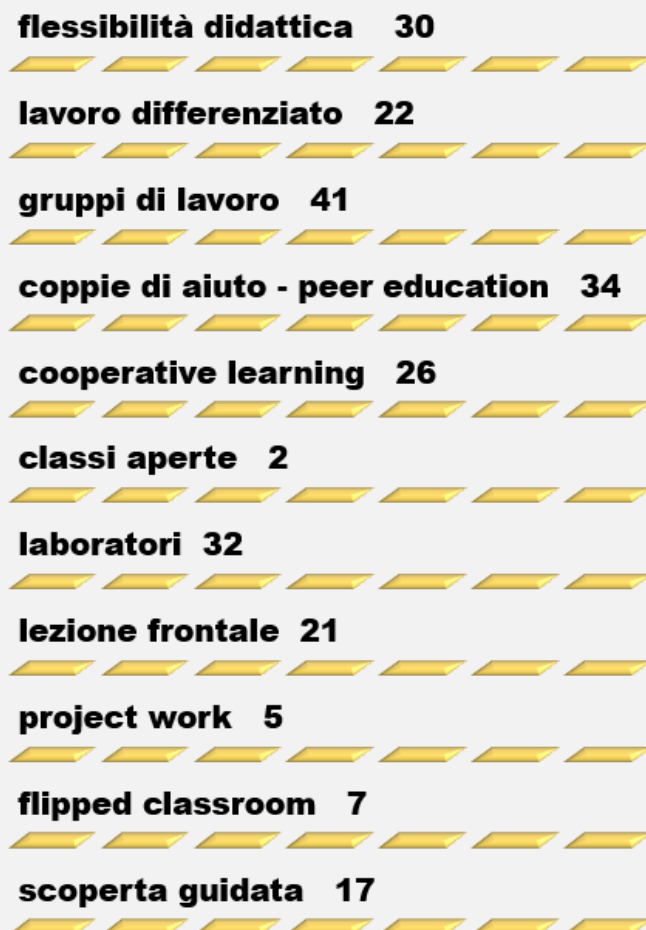 flessibilità didattica 30
lavoro differenziato 22
gruppi di lavoro 41
coppie di aiuto - peer education 34
cooperative learning 26
classi aperte 2
laboratori 32
lezione frontale 21
project work 5
flipped classroom 7
scoperta guidata 17